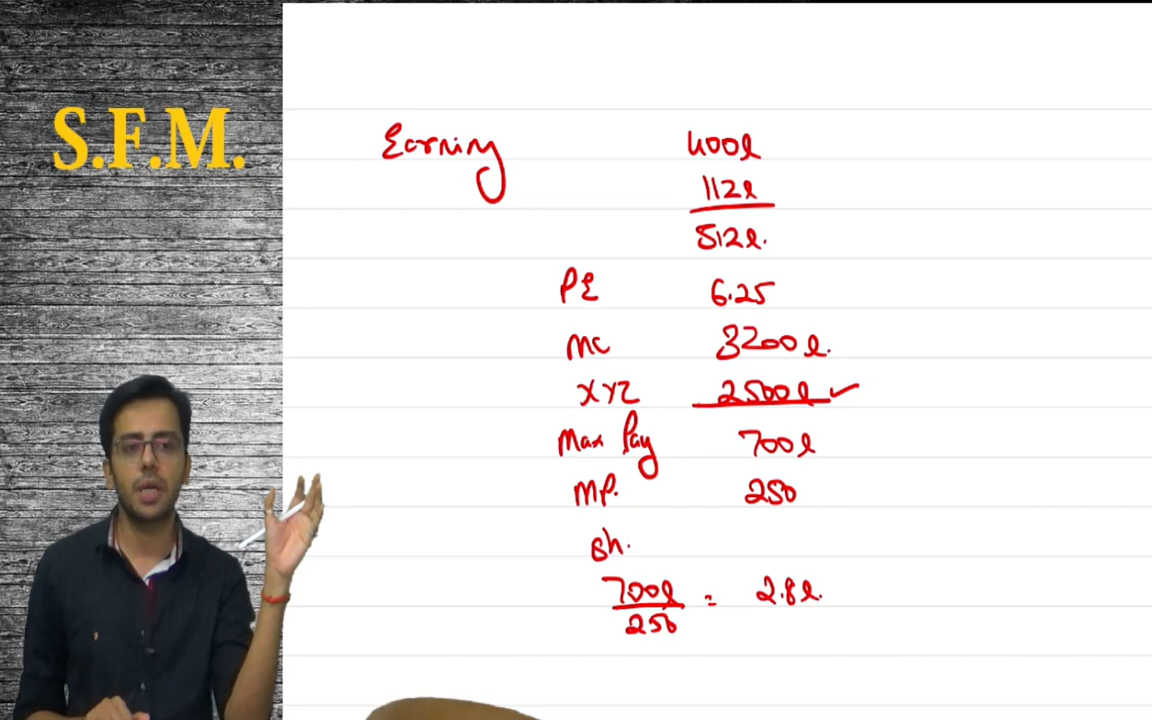 S.F.M.
Earning 400l
112l
512l.
PE 6.25
MC 3200l.
XYZ 2500l ✓
Max Pay 700l
MP. 250
Sh.
700l
250 = 2.8l.